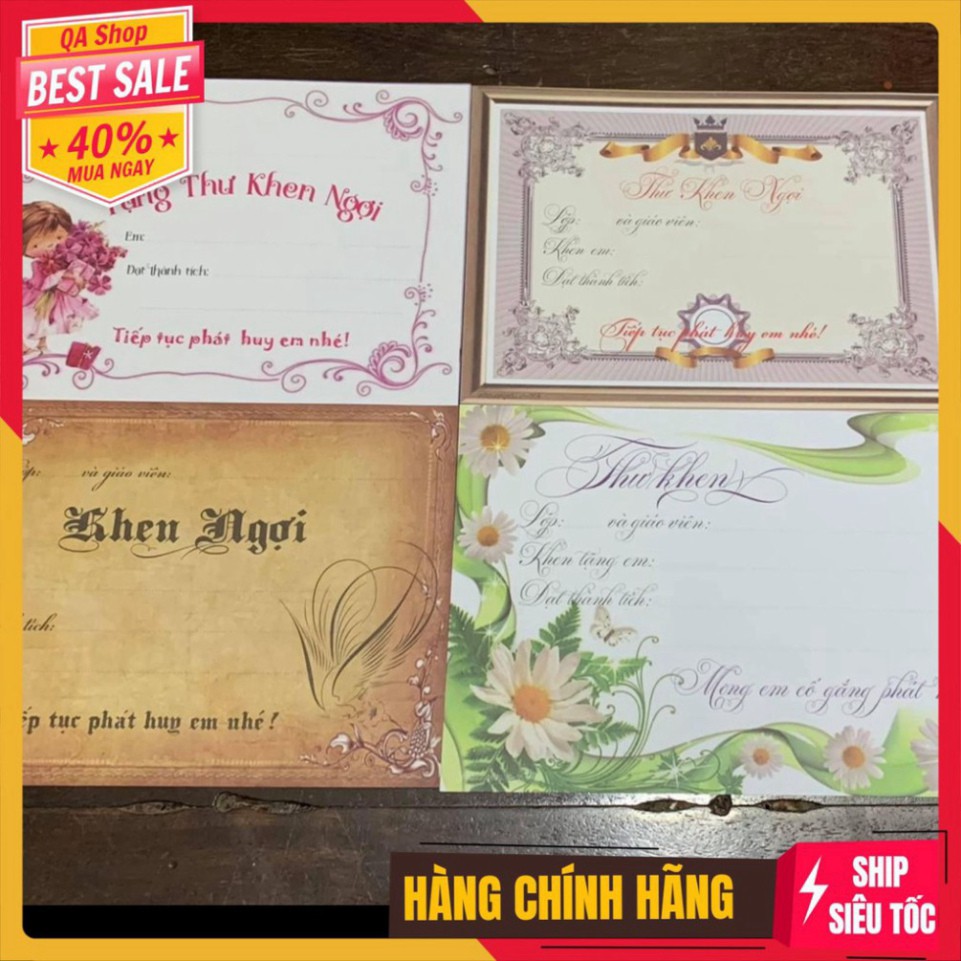 QA Shop
BEST SALE
40%
MUA NGAY
Tặng Thư Khen Ngợi
Em:
Đạt thành tích:
Tiếp tục phát huy em nhé!
Thư Khen Ngợi
Lớp: và giáo viên:
Khen em:
Đạt thành tích:
Tiếp tục phát huy em nhé!
và giáo viên:
Khen Ngợi
tích:
tục phát huy em nhé!
Thư khen
Lớp: và giáo viên:
Khen tặng em:
Đạt thành tích:
Mong em cố gắng phát
HÀNG CHÍNH HÃNG
SHIP
SIÊU TỐC